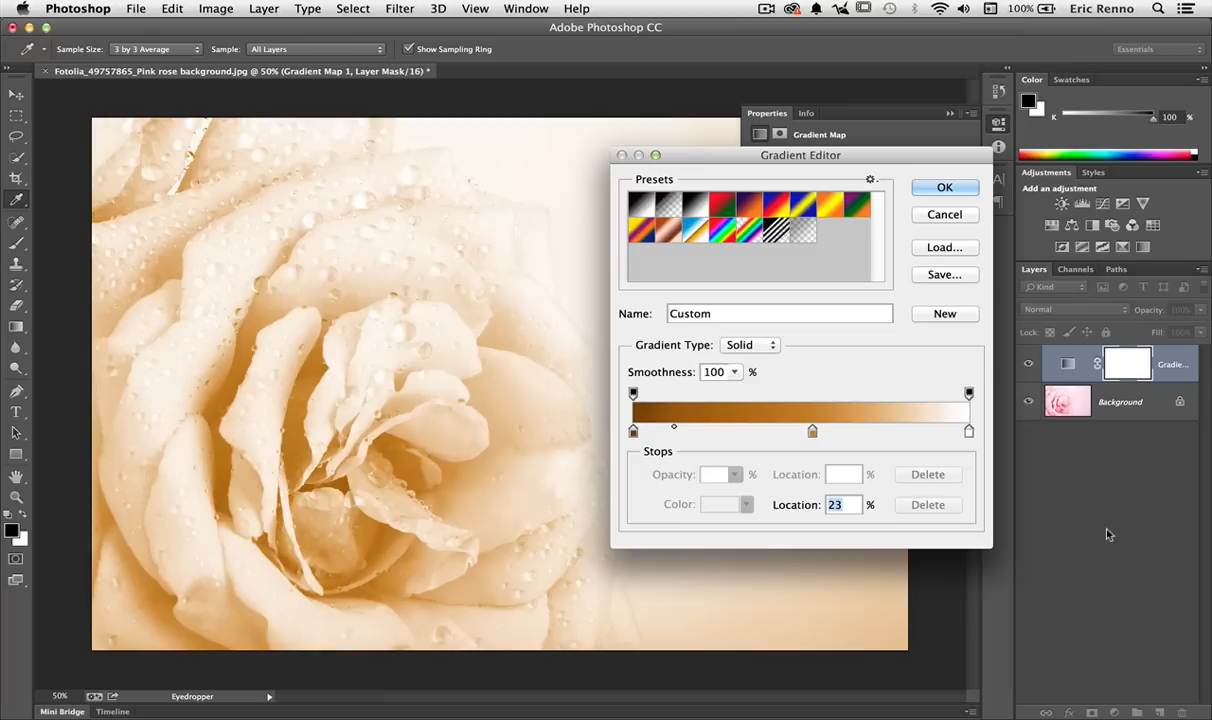 Photoshop File Edit Image Layer Type Select Filter 3D View Window Help 100% Eric Renno
Adobe Photoshop CC
Sample Size: 3 by 3 Average Sample: All Layers Show Sampling Ring Essentials
Fotolia_49757865_Pink rose background.jpg @ 50% (Gradient Map 1, Layer Mask/16) *
Color Swatches
K 100 %
Properties Info
Gradient Map
Gradient Editor
Presets
OK
Cancel
Load...
Save...
Name: Custom New
Gradient Type: Solid
Smoothness: 100 %
Stops
Opacity: % Location: % Delete
Color: Location: 23 % Delete
Adjustments Styles
Add an adjustment
Layers Channels Paths
Kind
Normal Opacity: 100%
Lock: Fill: 100%
Gradie...
Background
A
T
50% Eyedropper
Mini Bridge Timeline